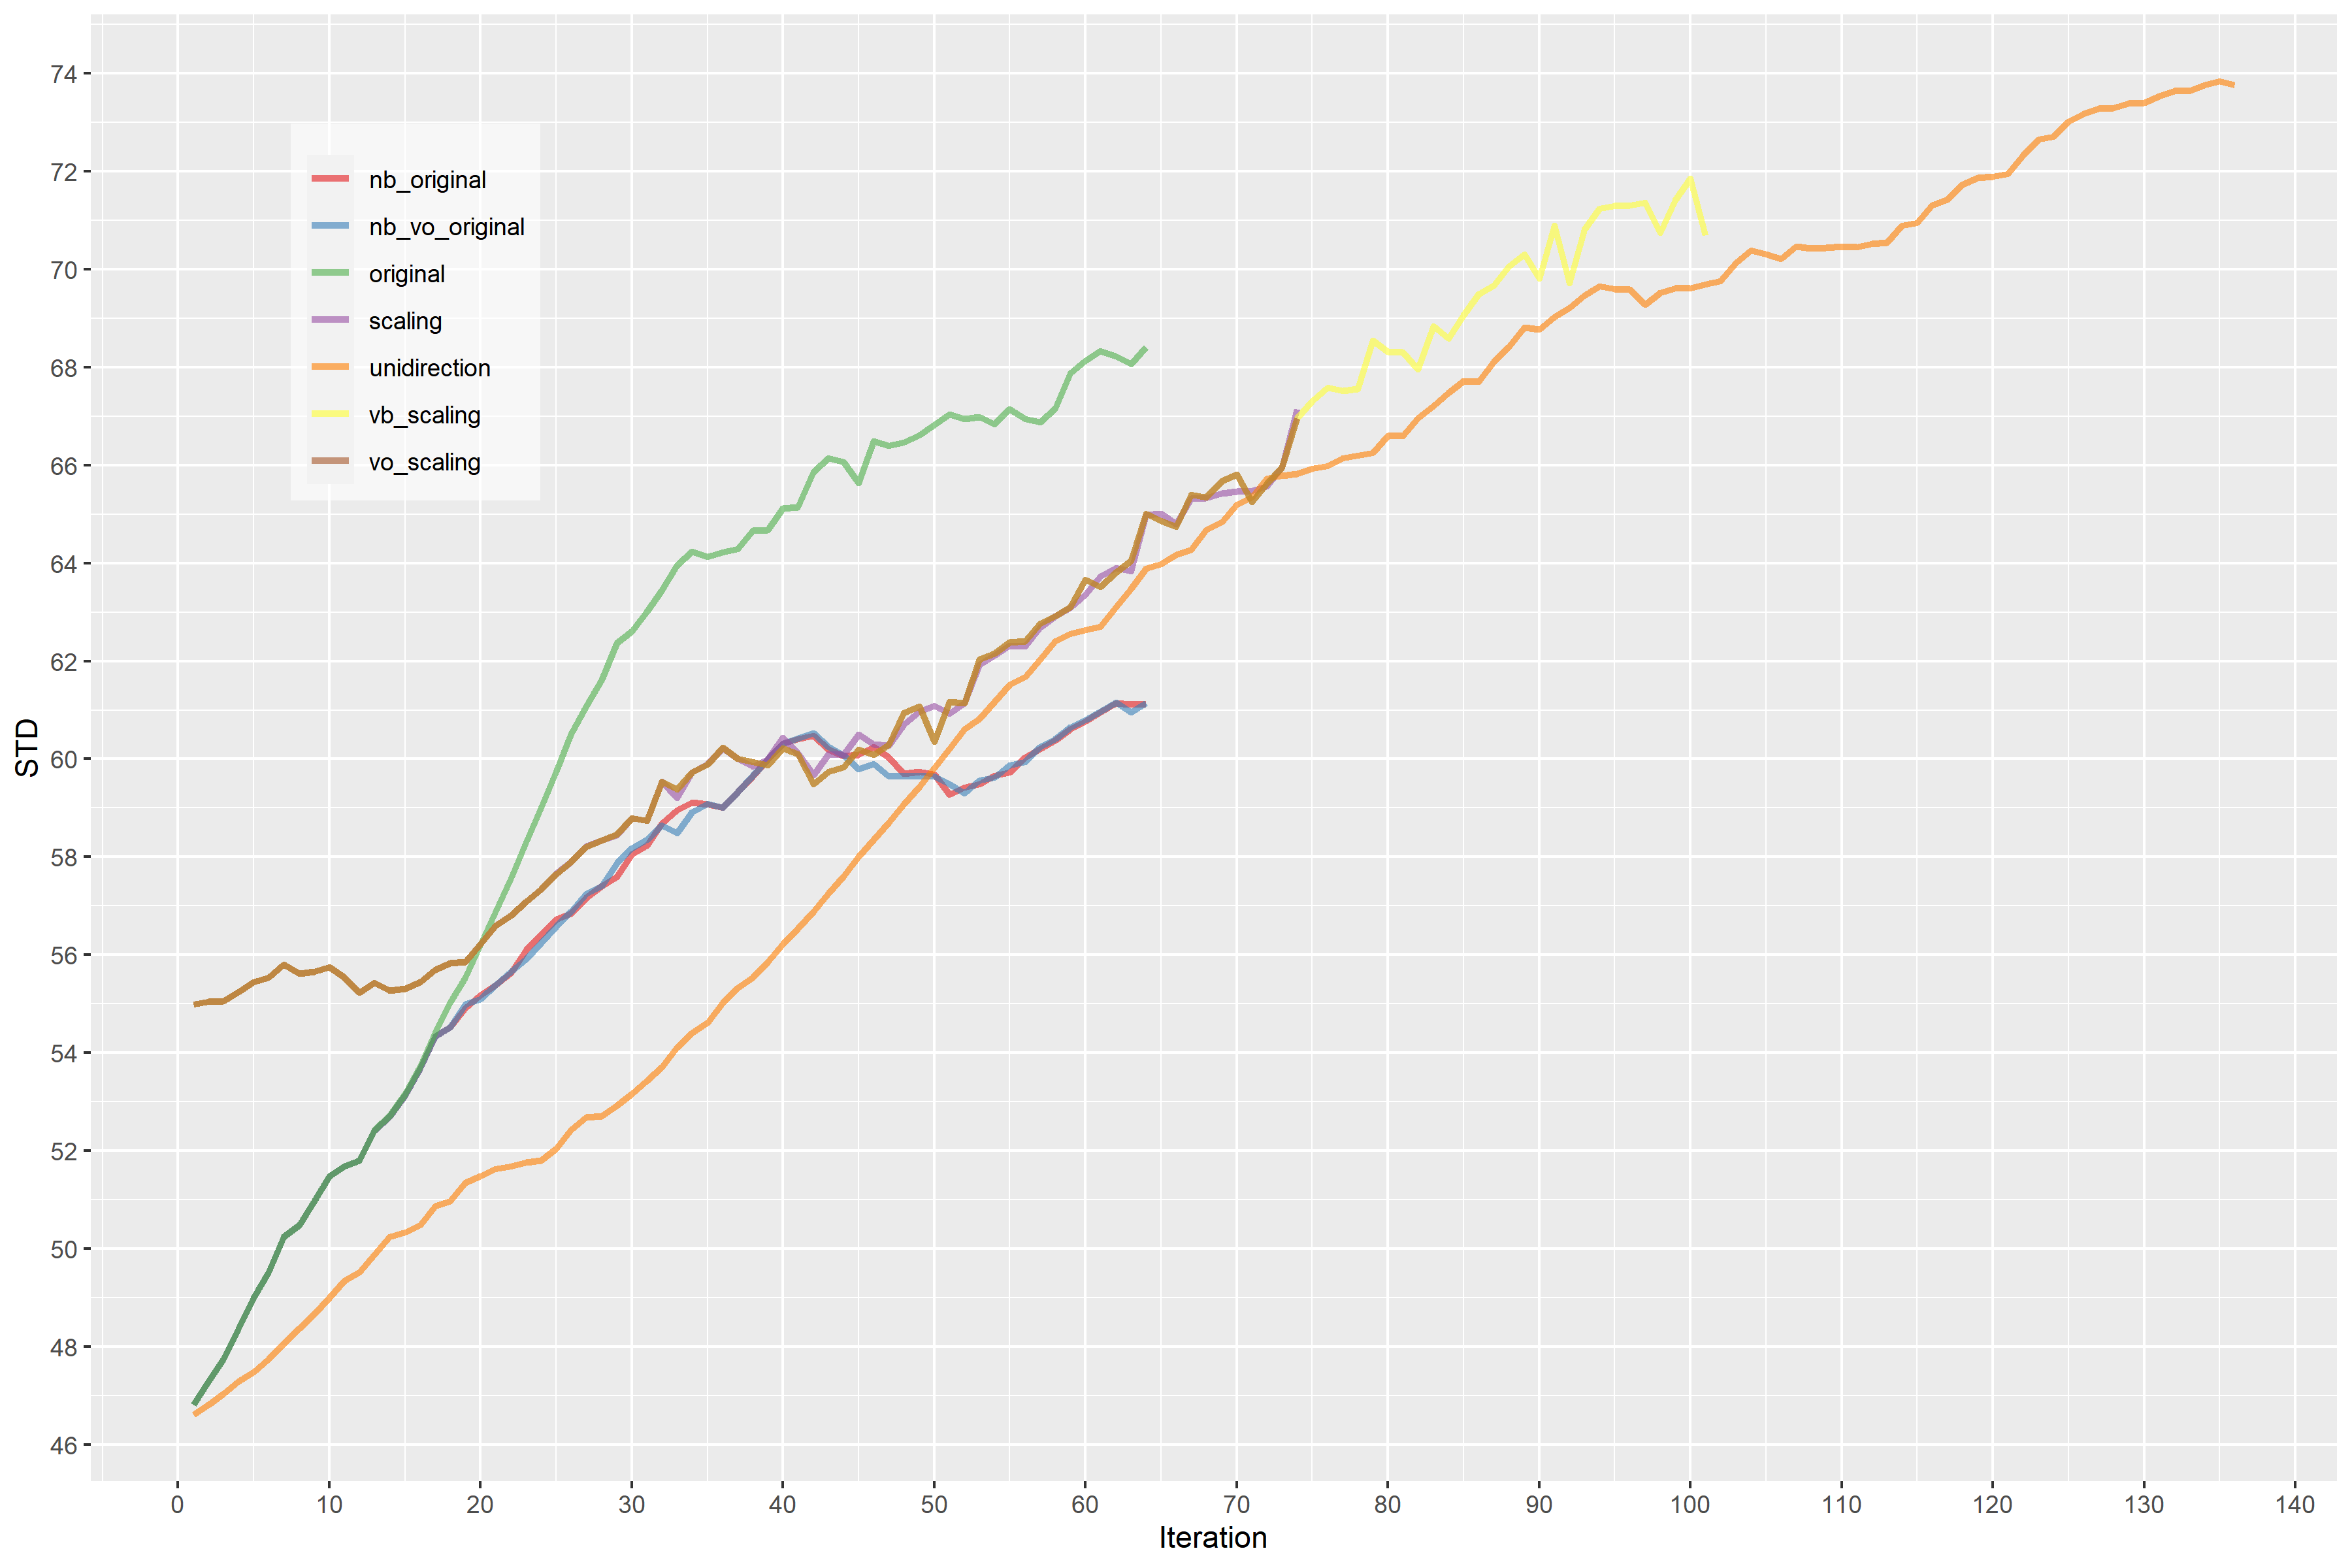 74
72
70
68
66
64
62
60
58
56
54
52
50
48
46
STD
nb_original
nb_vo_original
original
scaling
unidirection
vb_scaling
vo_scaling
0 10 20 30 40 50 60 70 80 90 100 110 120 130 140
Iteration